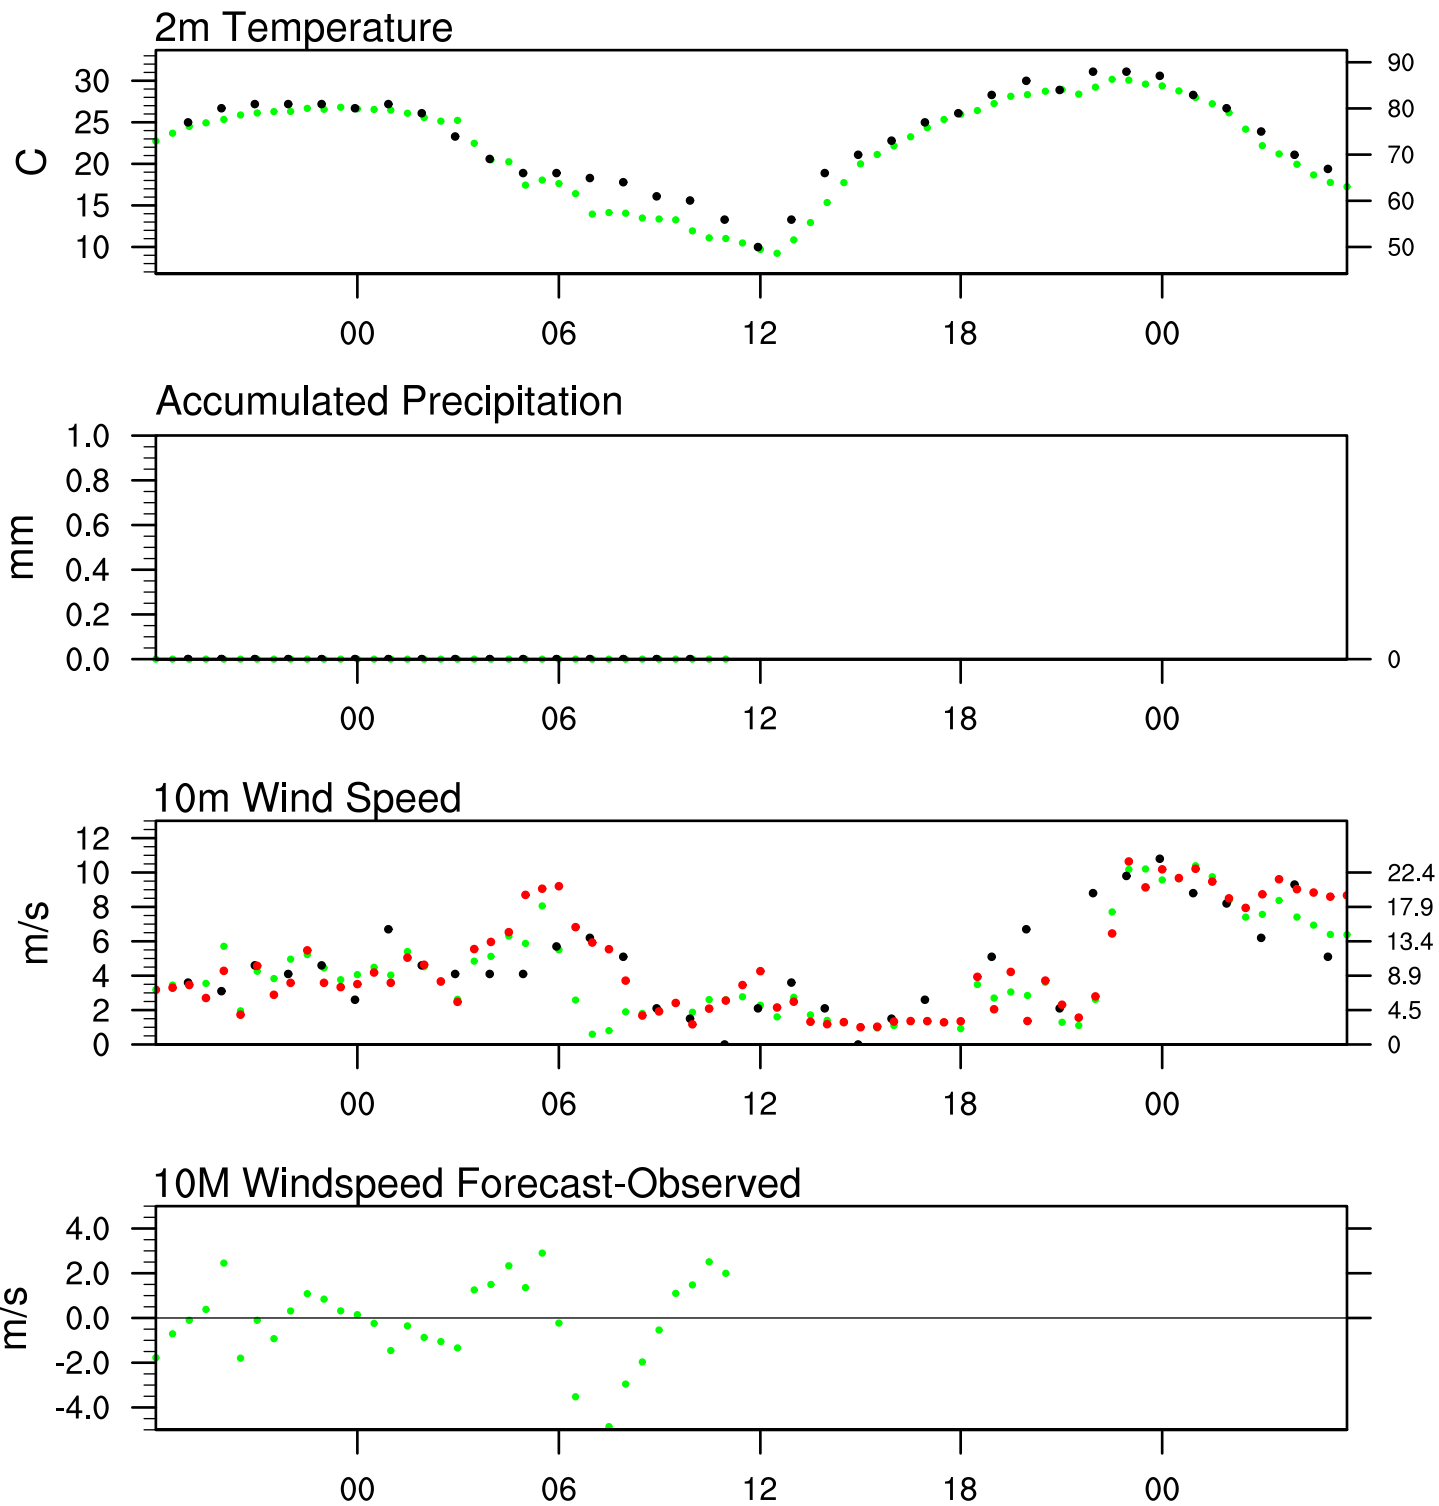 2m Temperature
C
30
25
20
15
10
90
80
70
60
50
00 06 12 18 00
Accumulated Precipitation
mm
1.0
0.8
0.6
0.4
0.2
0.0
0
00 06 12 18 00
10m Wind Speed
m/s
12
10
8
6
4
2
0
22.4
17.9
13.4
8.9
4.5
0
00 06 12 18 00
10M Windspeed Forecast-Observed
m/s
4.0
2.0
0.0
-2.0
-4.0
00 06 12 18 00